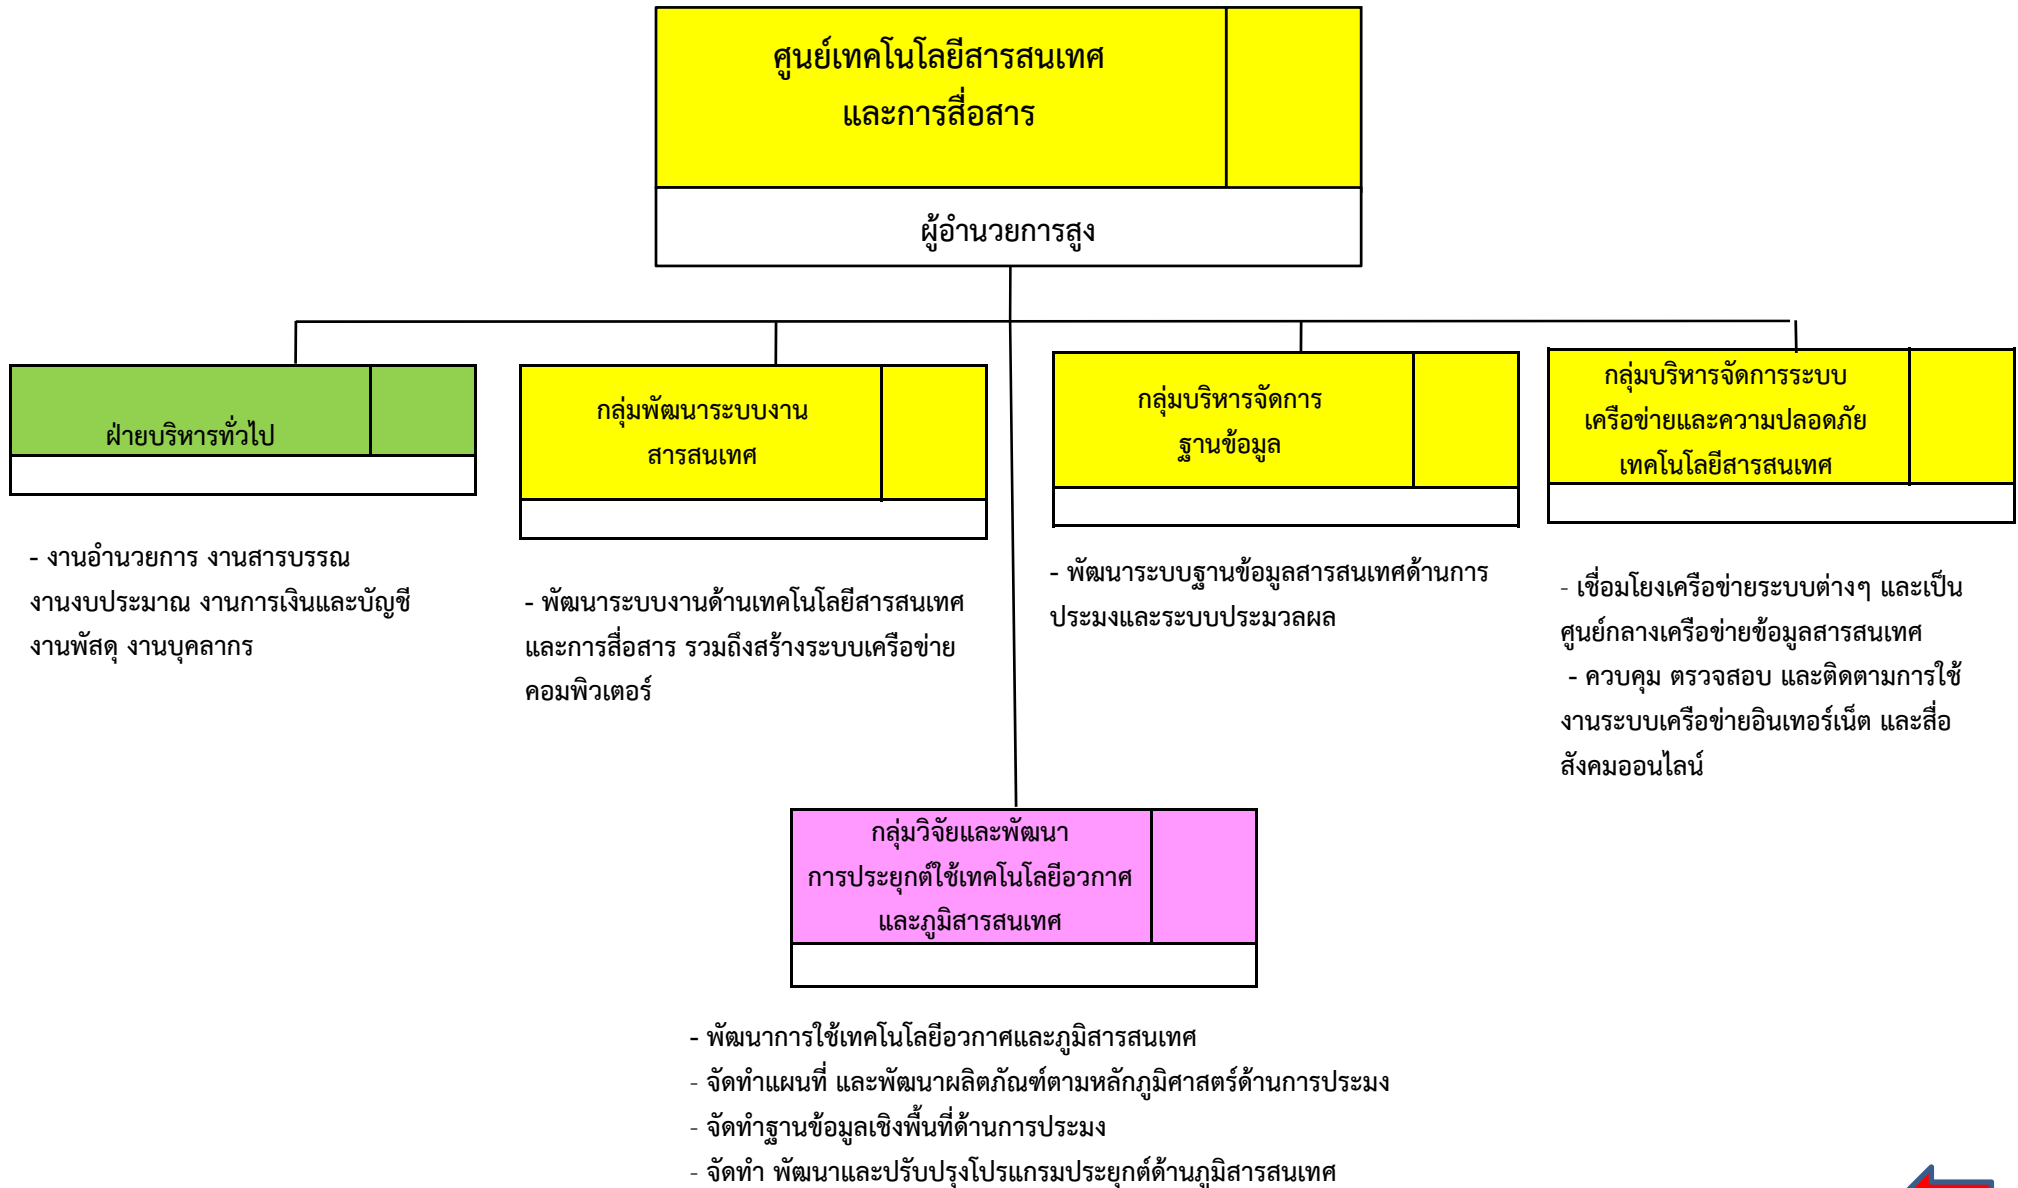 ศูนย์เทคโนโลยีสารสนเทศ
และการสื่อสาร
ผู้อำนวยการสูง
ฝ่ายบริหารทั่วไป
- งานอำนวยการ งานสารบรรณ
งานงบประมาณ งานการเงินและบัญชี
งานพัสดุ งานบุคลากร
กลุ่มพัฒนาระบบงาน
สารสนเทศ
- พัฒนาระบบงานด้านเทคโนโลยีสารสนเทศ
และการสื่อสาร รวมถึงสร้างระบบเครือข่าย
คอมพิวเตอร์
กลุ่มบริหารจัดการ
ฐานข้อมูล
- พัฒนาระบบฐานข้อมูลสารสนเทศด้านการ
ประมงและระบบประมวลผล
กลุ่มบริหารจัดการระบบ
เครือข่ายและความปลอดภัย
เทคโนโลยีสารสนเทศ
- เชื่อมโยงเครือข่ายระบบต่างๆ และเป็น
ศูนย์กลางเครือข่ายข้อมูลสารสนเทศ
- ควบคุม ตรวจสอบ และติดตามการใช้
งานระบบเครือข่ายอินเทอร์เน็ต และสื่อ
สังคมออนไลน์
กลุ่มวิจัยและพัฒนา
การประยุกต์ใช้เทคโนโลยีอวกาศ
และภูมิสารสนเทศ
- พัฒนาการใช้เทคโนโลยีอวกาศและภูมิสารสนเทศ
- จัดทำแผนที่ และพัฒนาผลิตภัณฑ์ตามหลักภูมิศาสตร์ด้านการประมง
- จัดทำฐานข้อมูลเชิงพื้นที่ด้านการประมง
- จัดทำ พัฒนาและปรับปรุงโปรแกรมประยุกต์ด้านภูมิสารสนเทศ